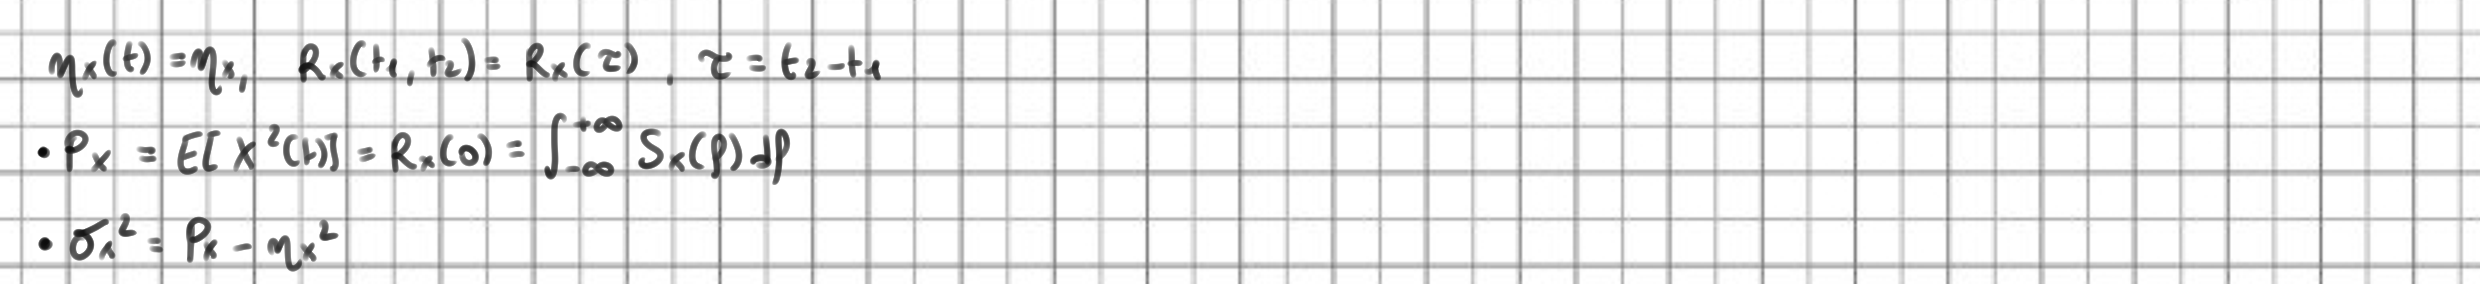 ηx(t) = ηx, Rx(t1, t2) = Rx(τ), τ = t2 - t1
• Px = E[X²(t)] = Rx(0) = ∫_{-∞}^{+∞} Sx(f) df
• σx² = Px - ηx²